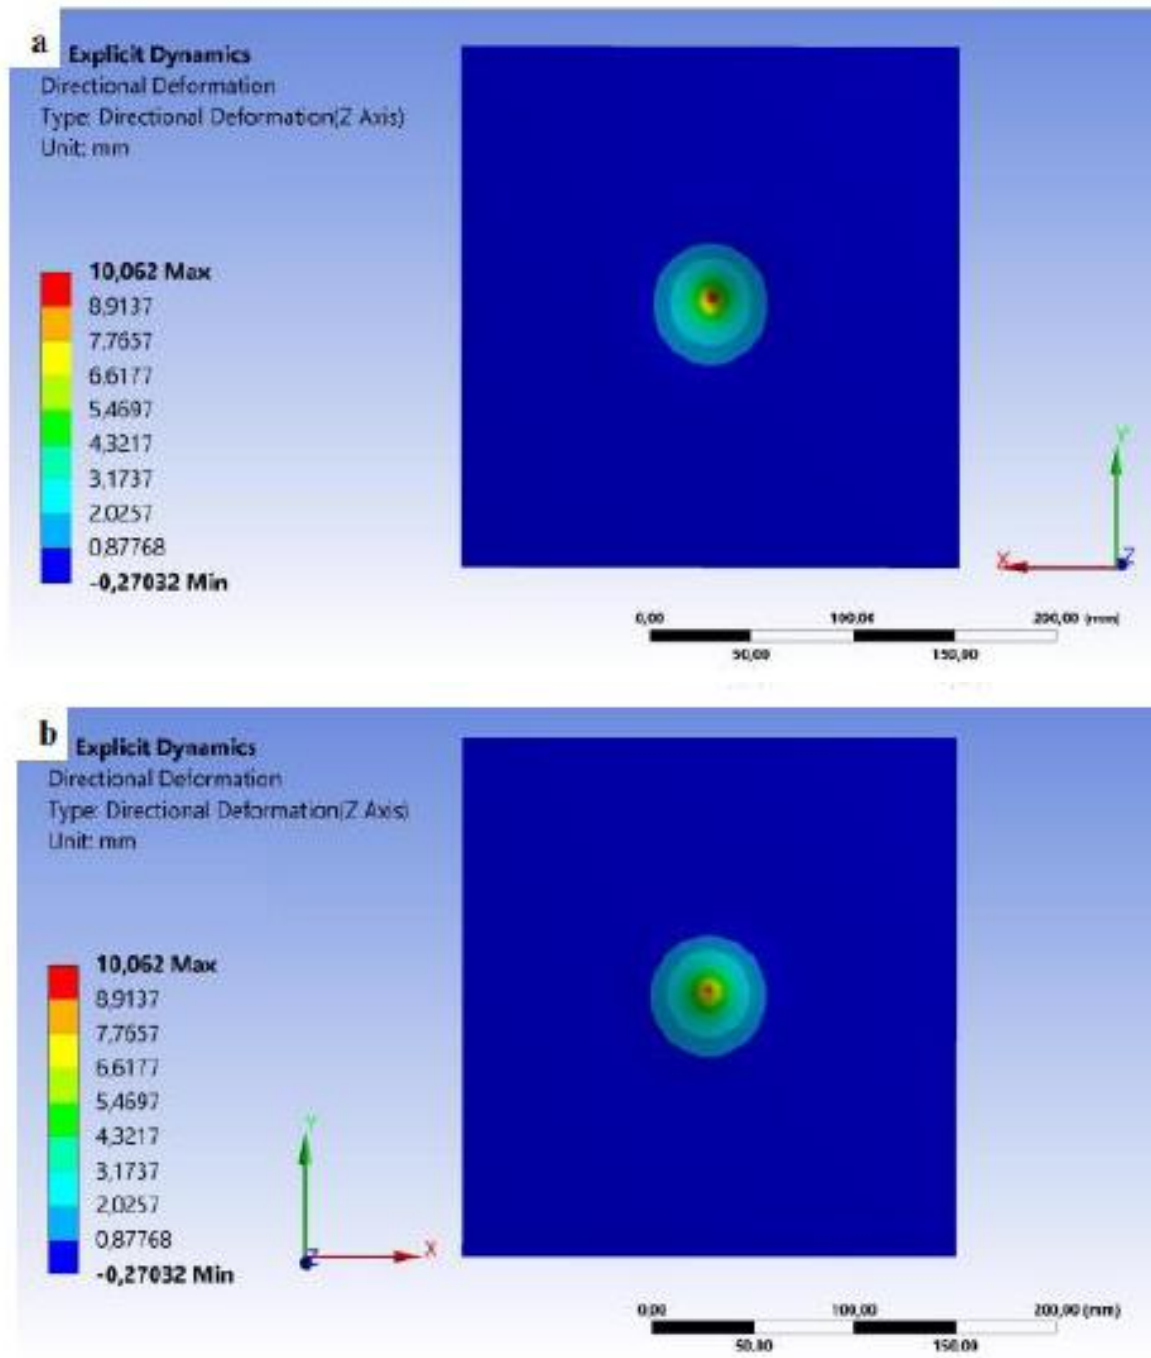 a
Explicit Dynamics
Directional Deformation
Type: Directional Deformation(Z Axis)
Unit: mm
10,062 Max
8,9137
7,7657
6,6177
5,4697
4,3217
3,1737
2,0257
0,87768
-0,27032 Min
Y
X
Z
0,00 100,00 200,00 (mm)
50,00 150,00
b
Explicit Dynamics
Directional Deformation
Type: Directional Deformation(Z Axis)
Unit: mm
10,062 Max
8,9137
7,7657
6,6177
5,4697
4,3217
3,1737
2,0257
0,87768
-0,27032 Min
Y
Z
X
0,00 100,00 200,00 (mm)
50,00 150,00